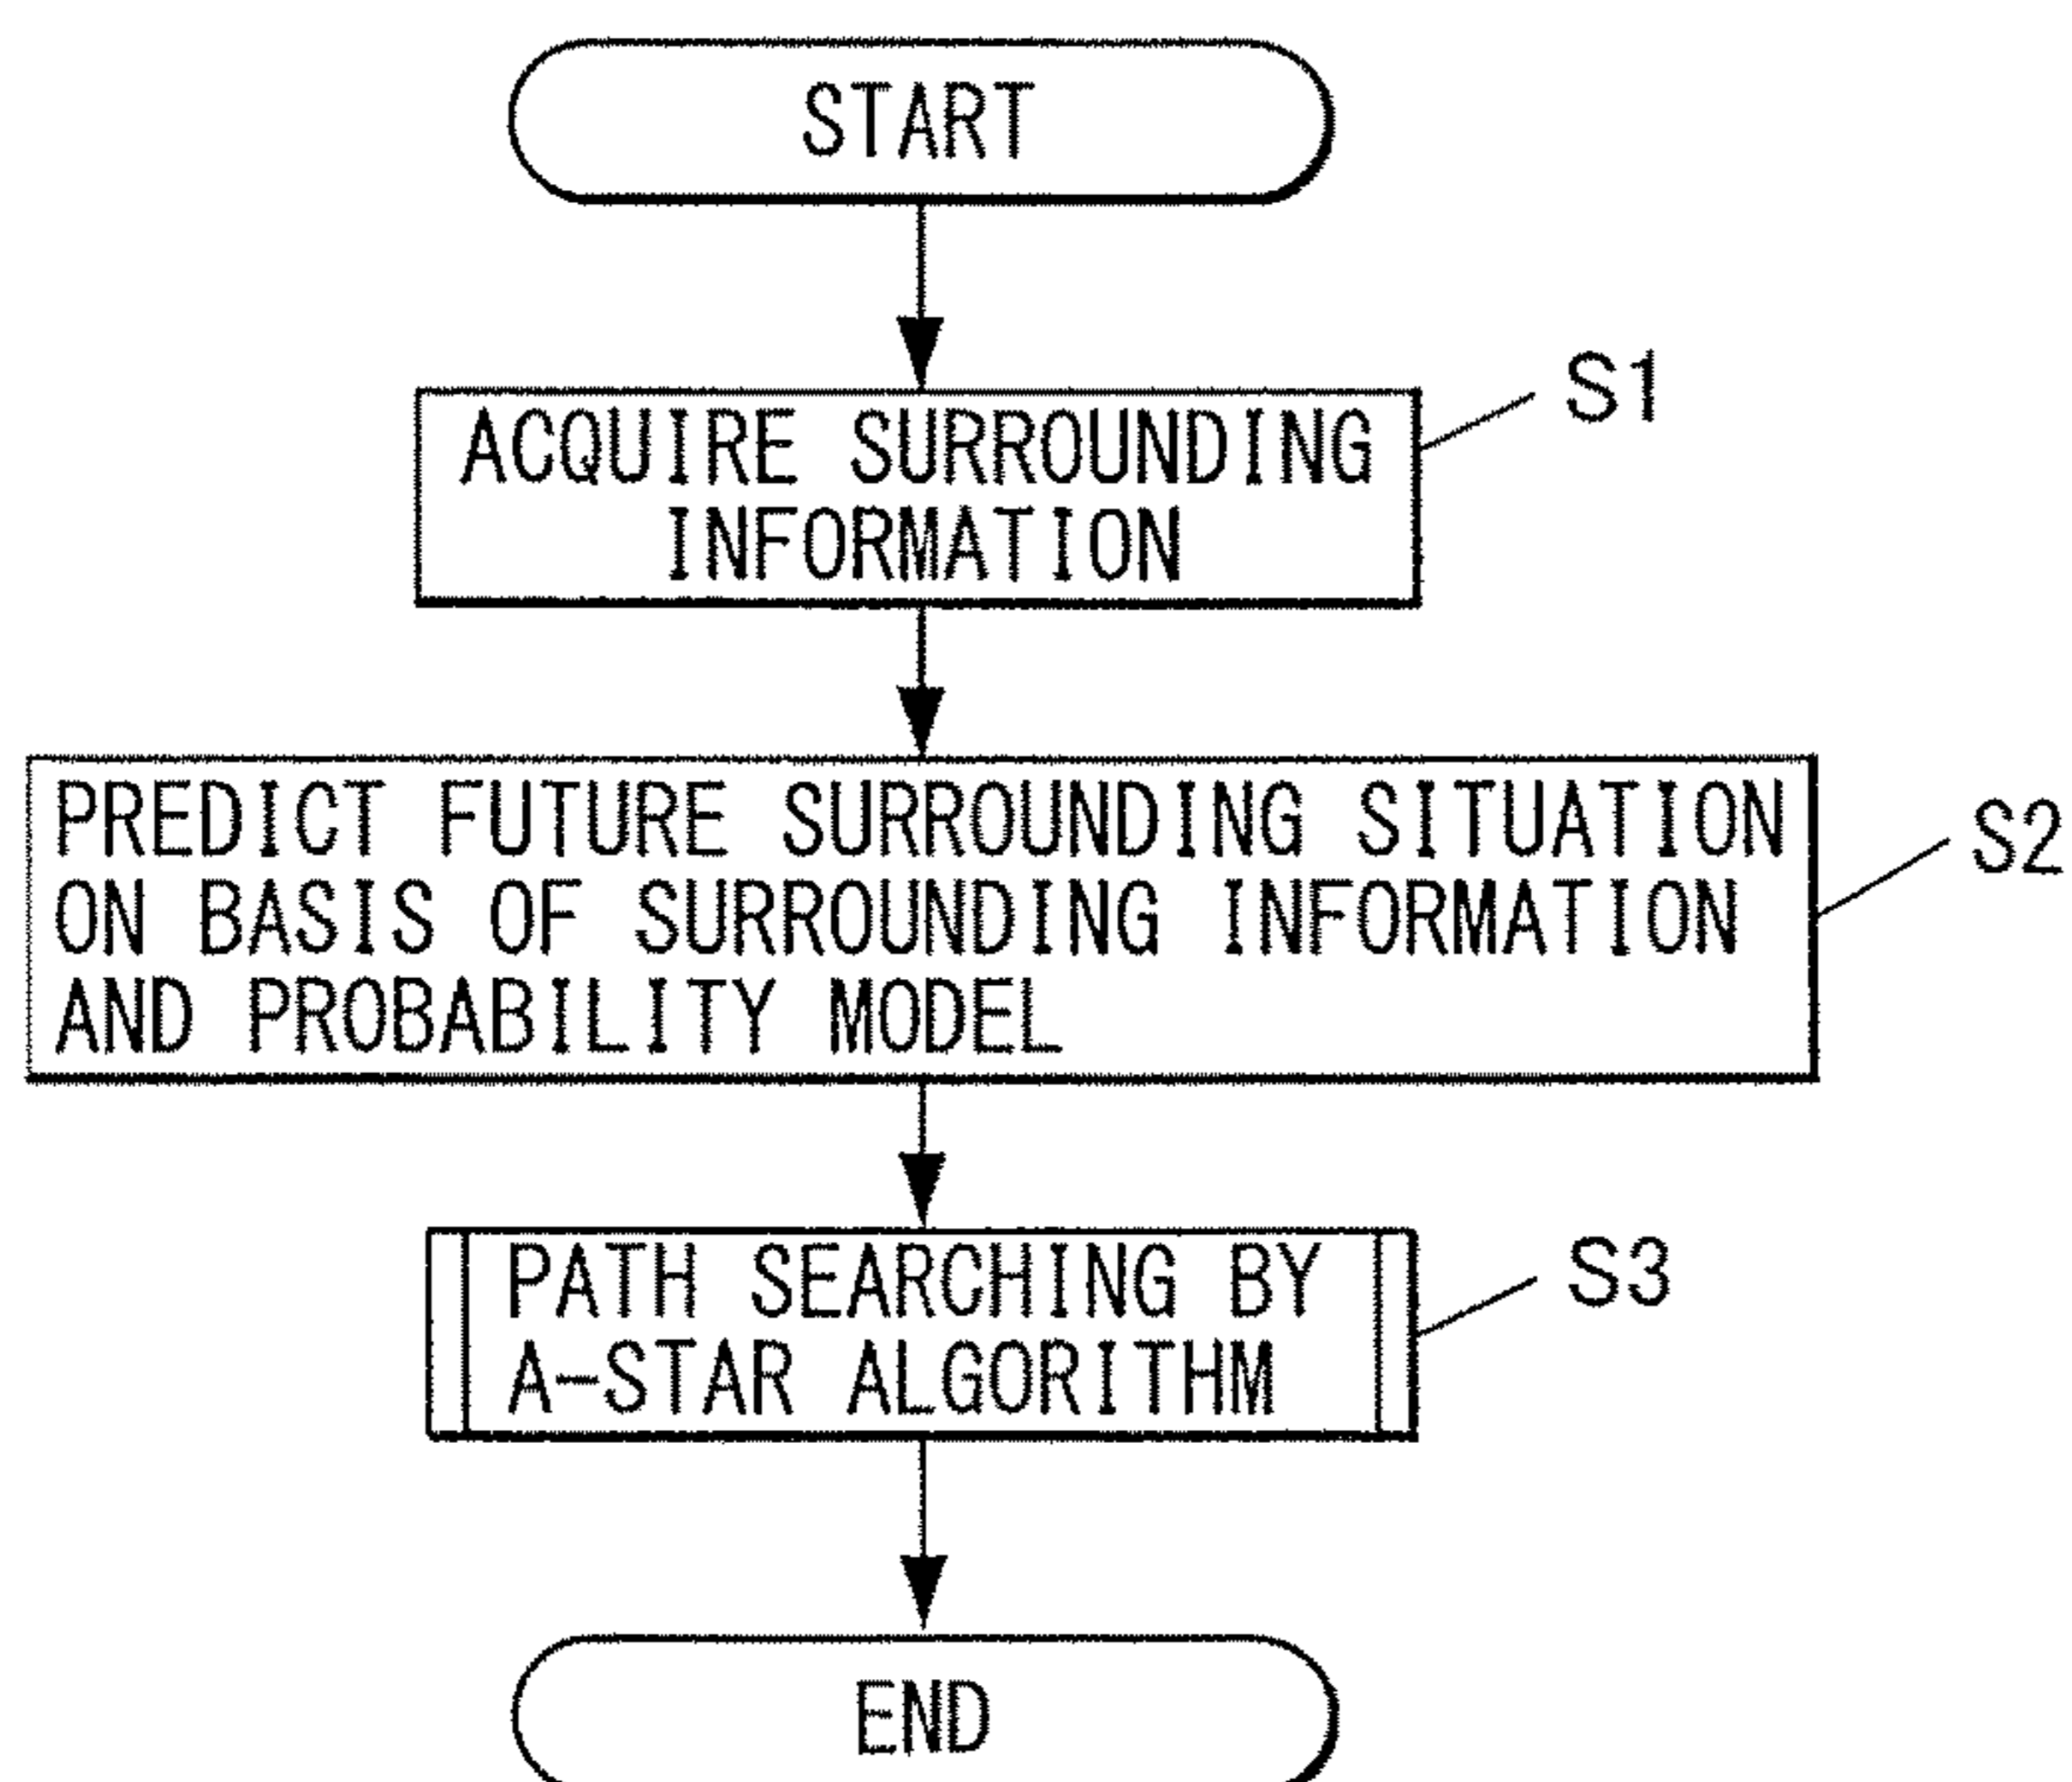 START
ACQUIRE SURROUNDING
INFORMATION
S1
PREDICT FUTURE SURROUNDING SITUATION
ON BASIS OF SURROUNDING INFORMATION
AND PROBABILITY MODEL
S2
PATH SEARCHING BY
A-STAR ALGORITHM
S3
END